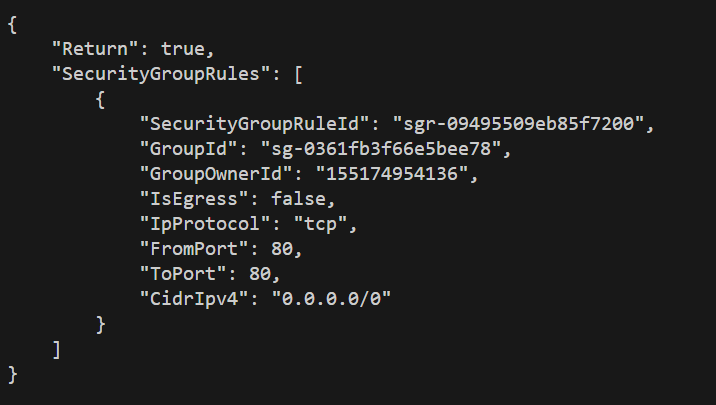 {
    "Return": true,
    "SecurityGroupRules": [
        {
            "SecurityGroupRuleId": "sgr-09495509eb85f7200",
            "GroupId": "sg-0361fb3f66e5bee78",
            "GroupOwnerId": "155174954136",
            "IsEgress": false,
            "IpProtocol": "tcp",
            "FromPort": 80,
            "ToPort": 80,
            "CidrIpv4": "0.0.0.0/0"
        }
    ]
}